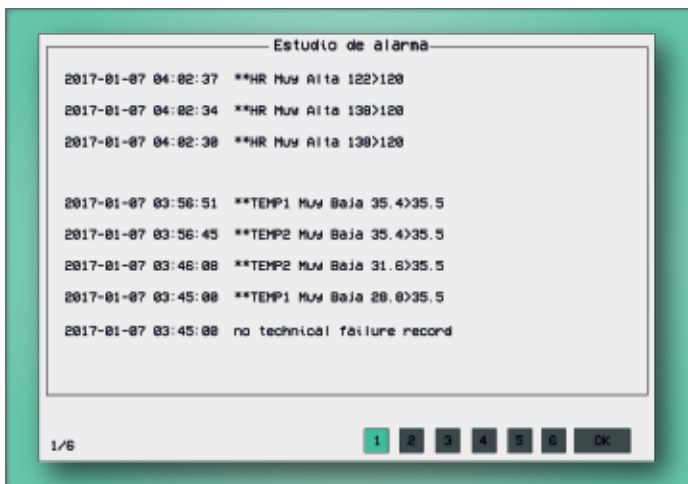 Estudio de alarma
2017-01-07 04:02:37 **HR Muy Alta 122>120
2017-01-07 04:02:34 **HR Muy Alta 138>120
2017-01-07 04:02:30 **HR Muy Alta 138>120
2017-01-07 03:56:51 **TEMP1 Muy Baja 35.4>35.5
2017-01-07 03:56:45 **TEMP2 Muy Baja 35.4>35.5
2017-01-07 03:46:08 **TEMP2 Muy Baja 31.6>35.5
2017-01-07 03:45:00 **TEMP1 Muy Baja 28.8>35.5
2017-01-07 03:45:00 no technical failure record
1/6 1 2 3 4 5 6 OK